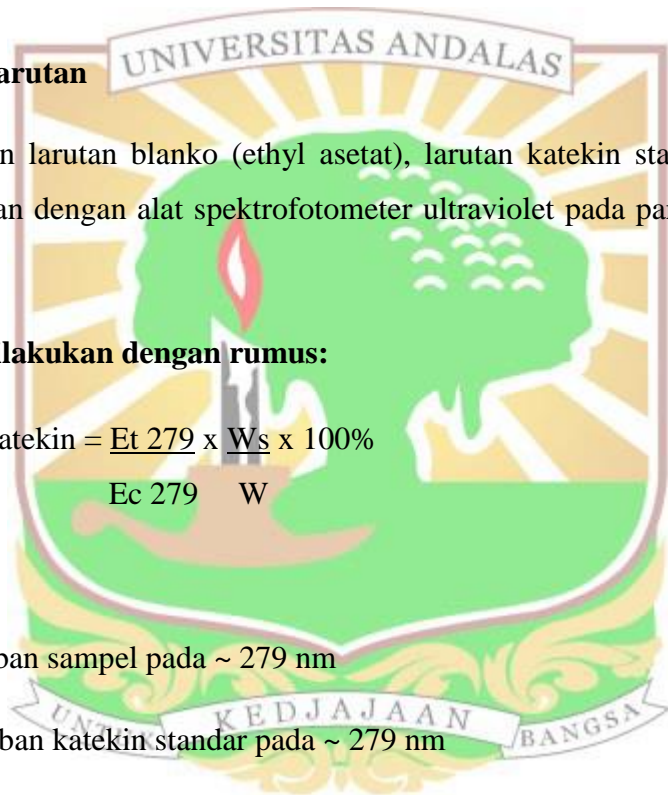 UNIVERSITAS ANDALAS
arutan
n larutan blanko (ethyl asetat), larutan katekin sta
an dengan alat spektrofotometer ultraviolet pada pa
lakukan dengan rumus:
atekin = Et 279 x Ws x 100%
Ec 279 W
ban sampel pada ~ 279 nm
UNTUK KEDJAJAAN BANGSA
ban katekin standar pada ~ 279 nm